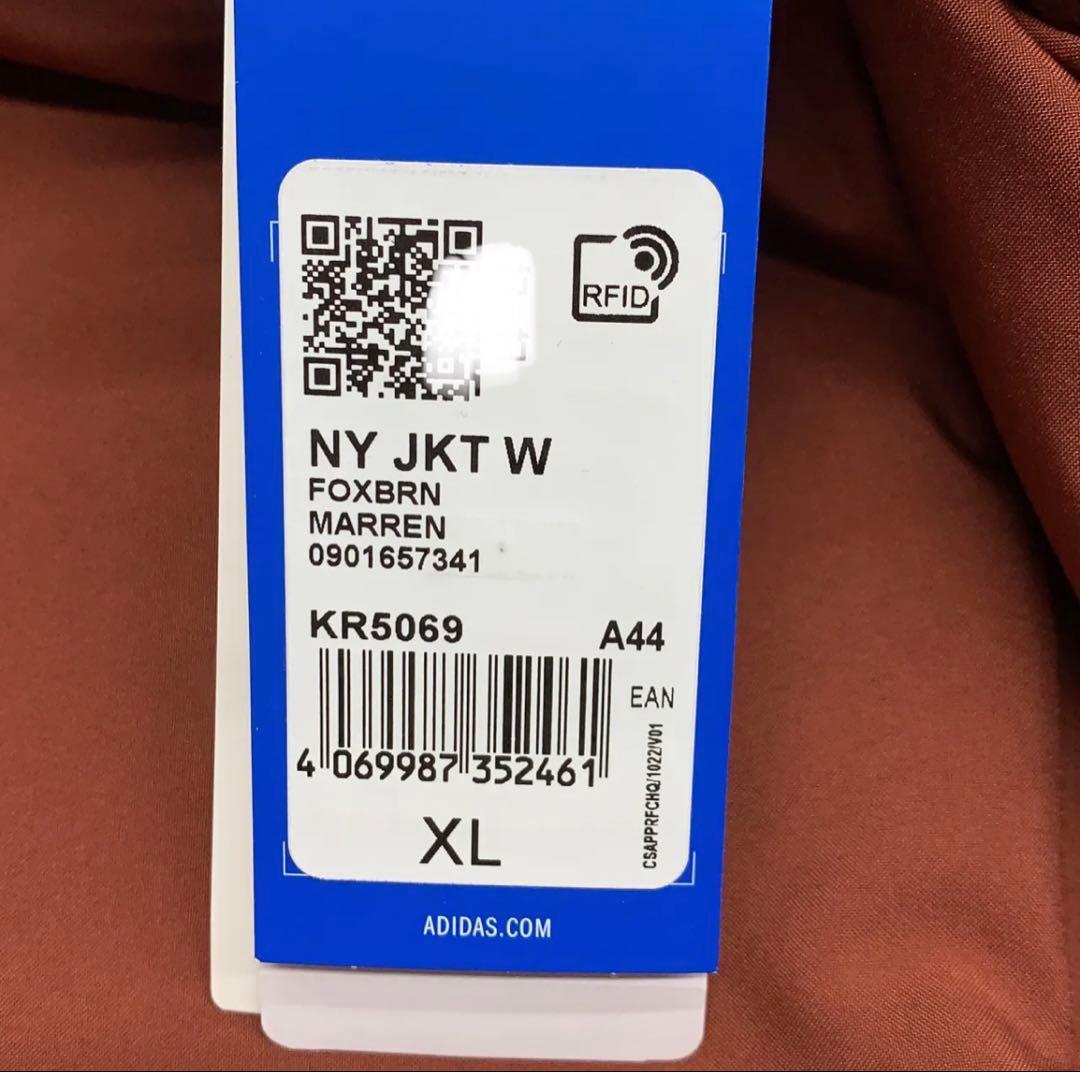 RFID
NY JKT W
FOXBRN
MARREN
0901657341
KR5069
A44
EAN
4 069987 352461
CSAPPRFCHQ/1022/V01
XL
ADIDAS.COM